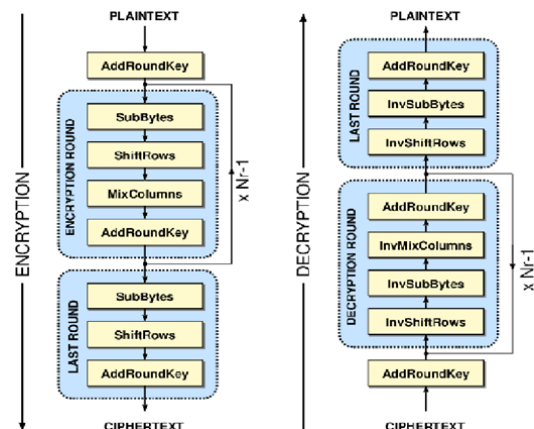 PLAINTEXT
AddRoundKey
ENCRYPTION ROUND
SubBytes
ShiftRows
MixColumns
AddRoundKey
x Nr-1
ENCRYPTION
LAST ROUND
SubBytes
ShiftRows
AddRoundKey
CIPHERTEXT
PLAINTEXT
LAST ROUND
AddRoundKey
InvSubBytes
InvShiftRows
DECRYPTION
DECRYPTION ROUND
AddRoundKey
InvMixColumns
InvSubBytes
InvShiftRows
x Nr-1
AddRoundKey
CIPHERTEXT